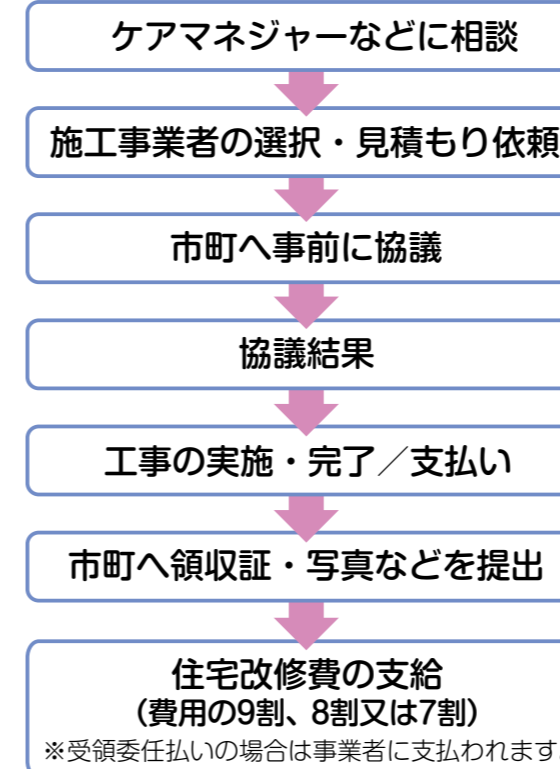 ケアマネジャーなどに相談
施工事業者の選択・見積もり依頼
市町へ事前に協議
協議結果
工事の実施・完了／支払い
市町へ領収証・写真などを提出
住宅改修費の支給
（費用の9割、8割又は7割）
※受領委任払いの場合は事業者に支払われます